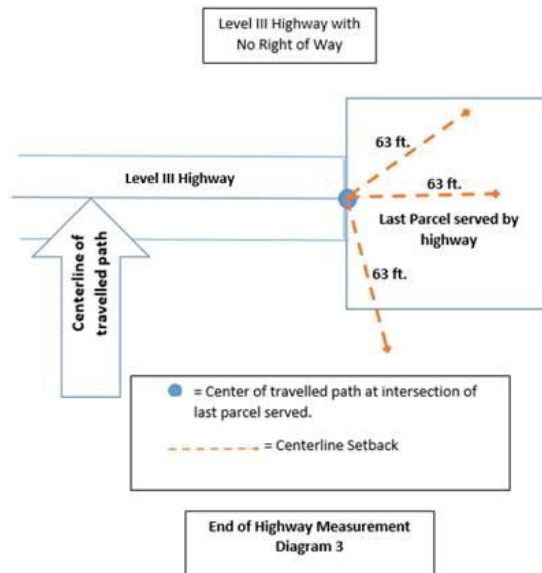 Level III Highway with
No Right of Way
63 ft.
Level III Highway
63 ft.
Last Parcel served by
highway
63 ft.
Centerline of
travelled path
= Center of travelled path at intersection of
last parcel served.
= Centerline Setback
End of Highway Measurement
Diagram 3